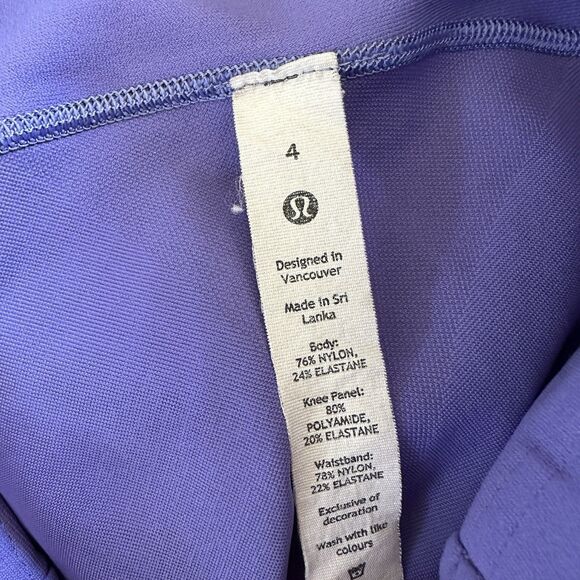 4
Designed in
Vancouver
Made in Sri
Lanka
Body:
76% NYLON,
24% ELASTANE
Knee Panel:
80%
POLYAMIDE,
20% ELASTANE
Waistband:
78% NYLON,
22% ELASTANE
Exclusive of
decoration
Wash with like
colours